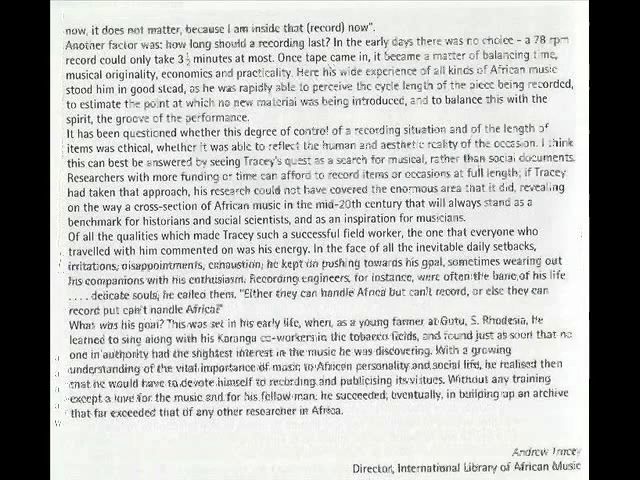 now, it does not matter, because I am inside that (record) now".
Another factor was: how long should a recording last? In the early days there was no choice - a 78 rpm
record could only take 3½ minutes at most. Once tape came in, it became a matter of balancing time,
musical originality, economics and practicality. Here his wide experience of all kinds of African music
stood him in good stead, as he was rapidly able to perceive the cycle length of the piece being recorded,
to estimate the point at which no new material was being introduced, and to balance this with the
spirit, the groove of the performance.
It has been questioned whether this degree of control of a recording situation and of the length of
items was ethical, whether it was able to reflect the human and aesthetic reality of the occasion. I think
this can best be answered by seeing Tracey's quest as a search for musical, rather than social documents.
Researchers with more funding or time can afford to record items or occasions at full length; if Tracey
had taken that approach, his research could not have covered the enormous area that it did, revealing
on the way a cross-section of African music in the mid-20th century that will always stand as a
benchmark for historians and social scientists, and as an inspiration for musicians.
Of all the qualities which made Tracey such a successful field worker, the one that everyone who
travelled with him commented on was his energy. In the face of all the inevitable daily setbacks,
irritations, disappointments, exhaustion, he kept on pushing towards his goal, sometimes wearing out
his companions with his enthusiasm. Recording engineers, for instance, were often the bane of his life
.... delicate souls, he called them. "Either they can handle Africa but can't record, or else they can
record but can't handle Africa!"
What was his goal? This was set in his early life, when, as a young farmer at Gutu, S. Rhodesia, he
learned to sing along with his Karanga co-workers in the tobacco fields, and found just as soon that no
one in authority had the slightest interest in the music he was discovering. With a growing
understanding of the vital importance of music to African personality and social life, he realised then
that he would have to devote himself to recording and publicising its virtues. Without any training
except a love for the music and for his fellow man, he succeeded, eventually, in building up an archive
that far exceeded that of any other researcher in Africa.
Andrew Tracey
Director, International Library of African Music